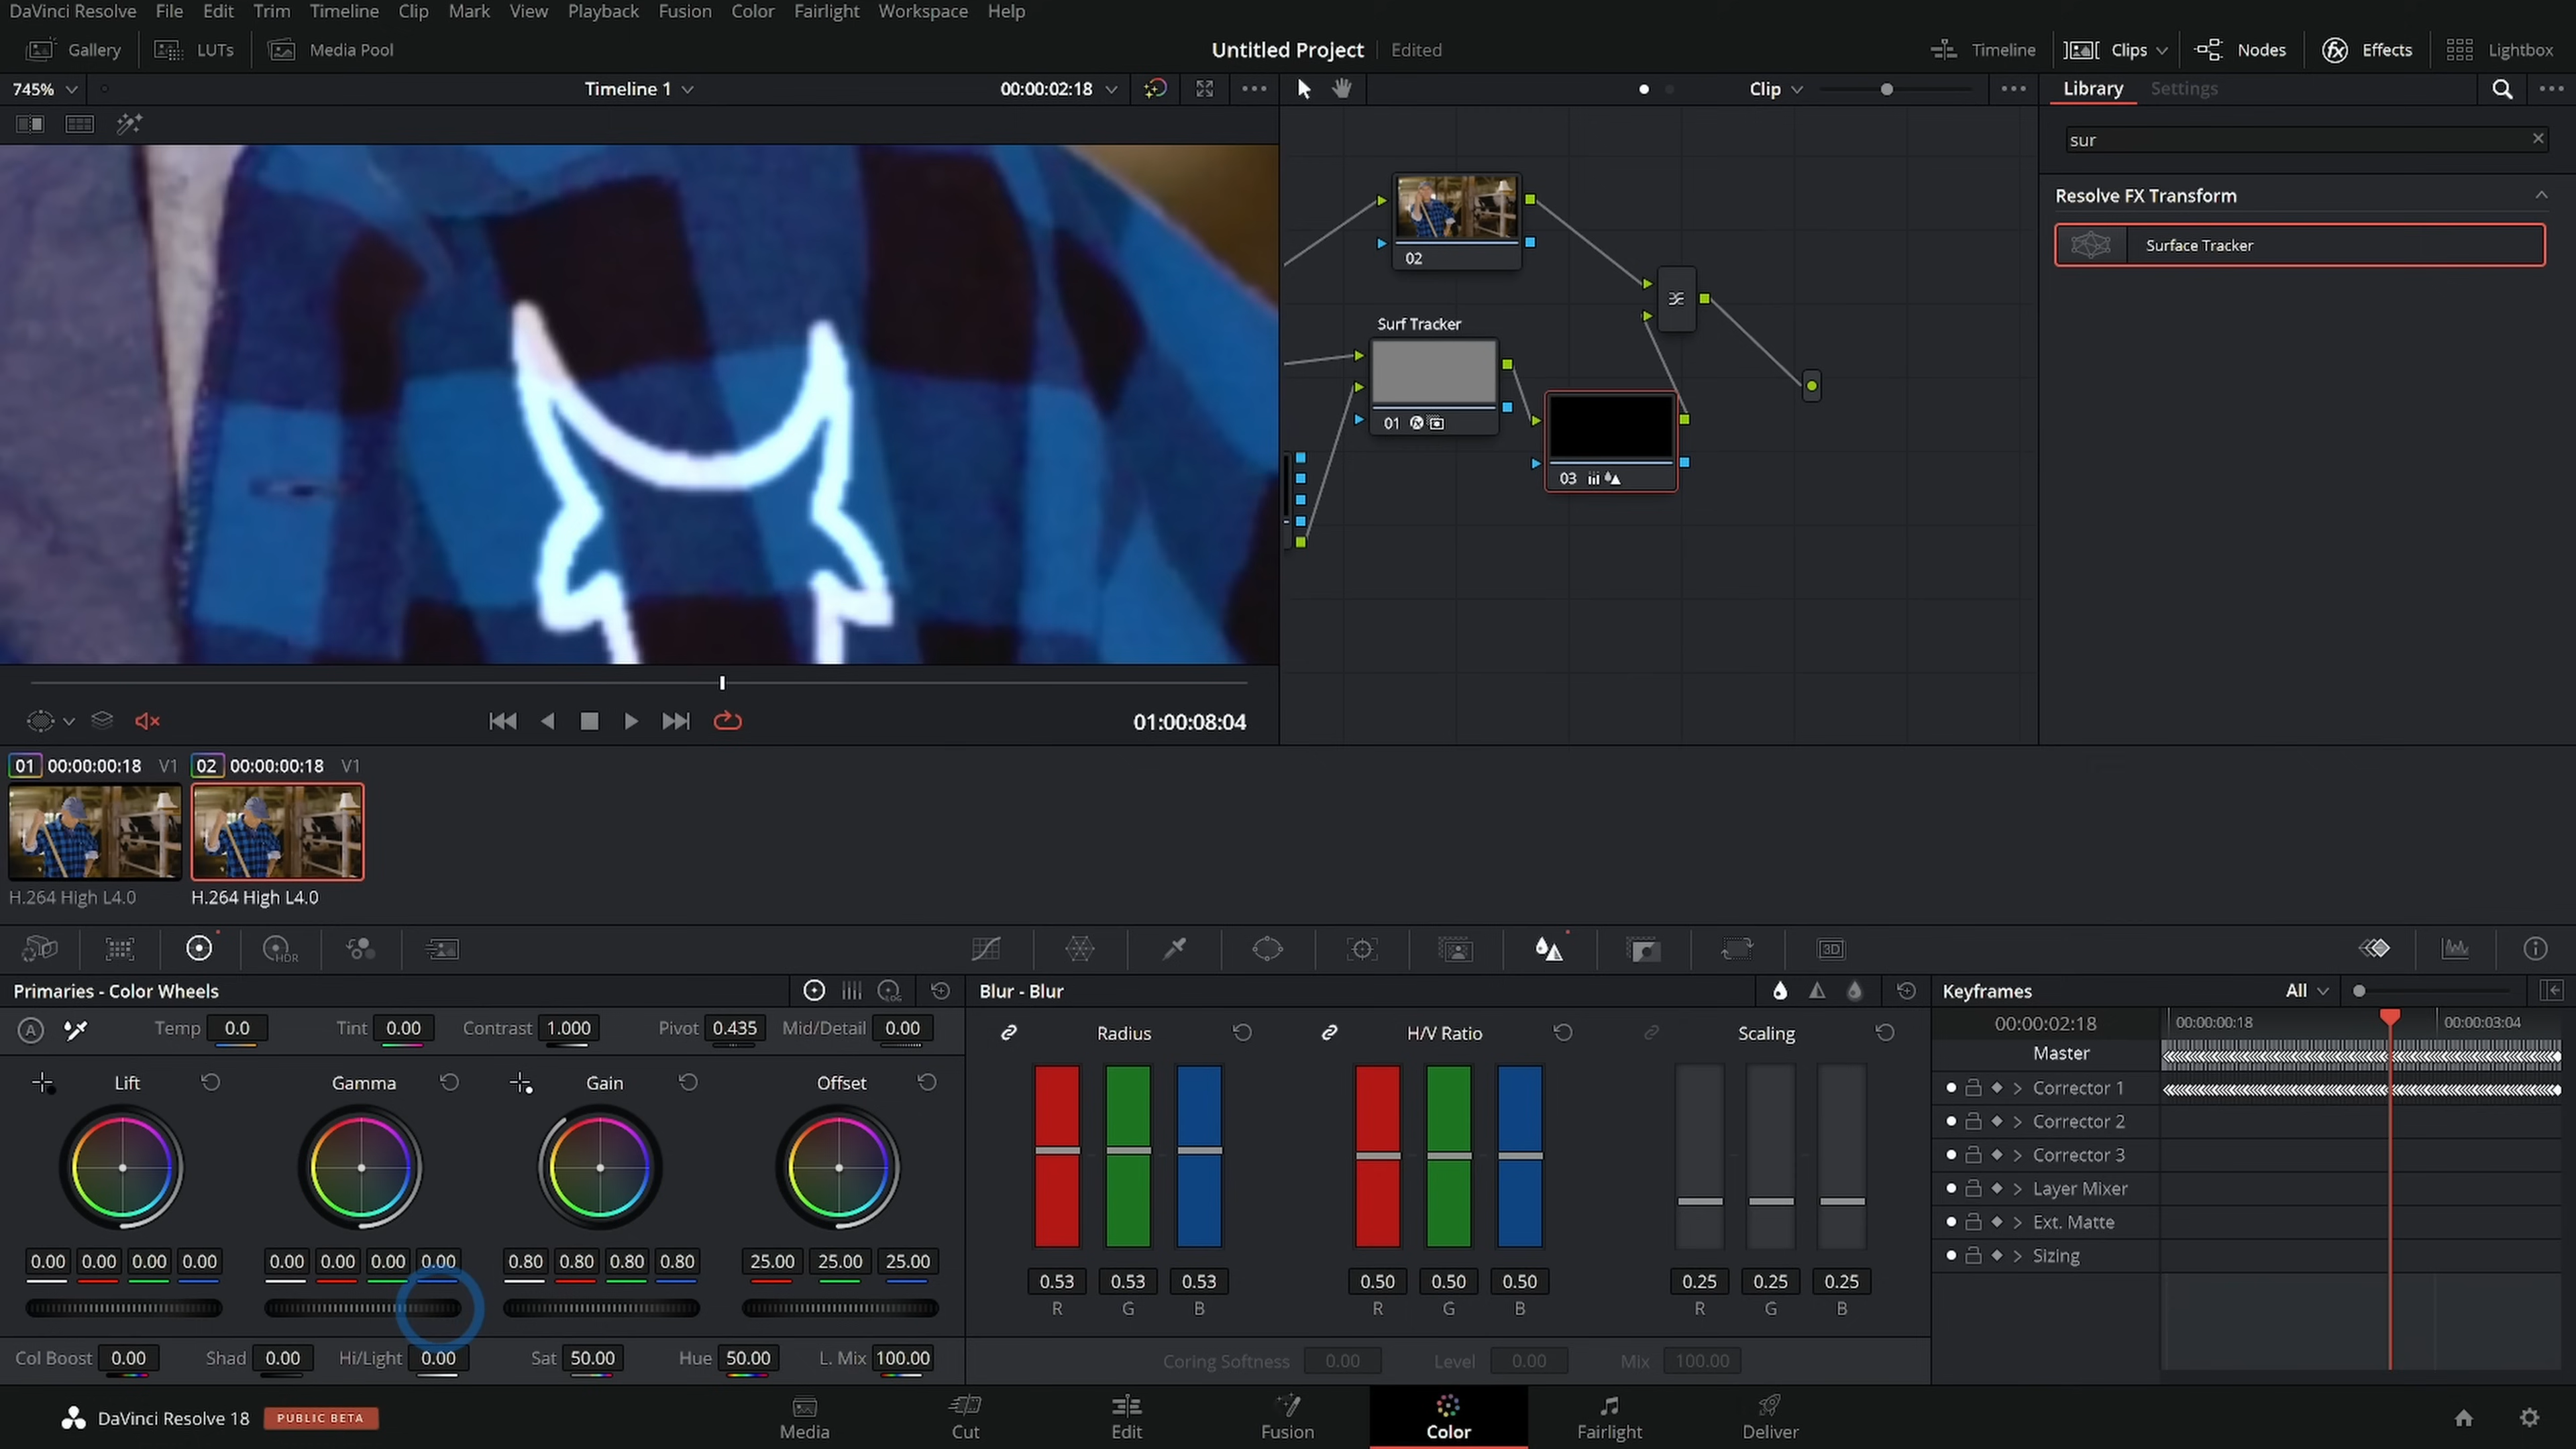 DaVinci Resolve File Edit Trim Timeline Clip Mark View Playback Fusion Color Fairlight Workspace Help
Gallery LUTs Media Pool Untitled Project Edited Timeline Clips Nodes Effects Lightbox
745% Timeline 1 00:00:02:18 Clip Library Settings
sur
Resolve FX Transform
Surface Tracker
02
Surf Tracker
01
03
01:00:08:04
01 00:00:00:18 V1 02 00:00:00:18 V1
H.264 High L4.0 H.264 High L4.0
HDR 3D
Primaries - Color Wheels LOG Blur - Blur Keyframes All
A Temp 0.0 Tint 0.00 Contrast 1.000 Pivot 0.435 Mid/Detail 0.00
Radius H/V Ratio Scaling
00:00:02:18 00:00:00:18 00:00:03:04
Master
Lift Gamma Gain Offset
Corrector 1
Corrector 2
Corrector 3
Layer Mixer
Ext. Matte
Sizing
0.00 0.00 0.00 0.00 0.00 0.00 0.00 0.00 0.80 0.80 0.80 0.80 25.00 25.00 25.00
0.53 0.53 0.53 0.50 0.50 0.50 0.25 0.25 0.25
R G B R G B R G B
Col Boost 0.00 Shad 0.00 Hi/Light 0.00 Sat 50.00 Hue 50.00 L. Mix 100.00
Coring Softness 0.00 Level 0.00 Mix 100.00
DaVinci Resolve 18 PUBLIC BETA
Media Cut Edit Fusion Color Fairlight Deliver